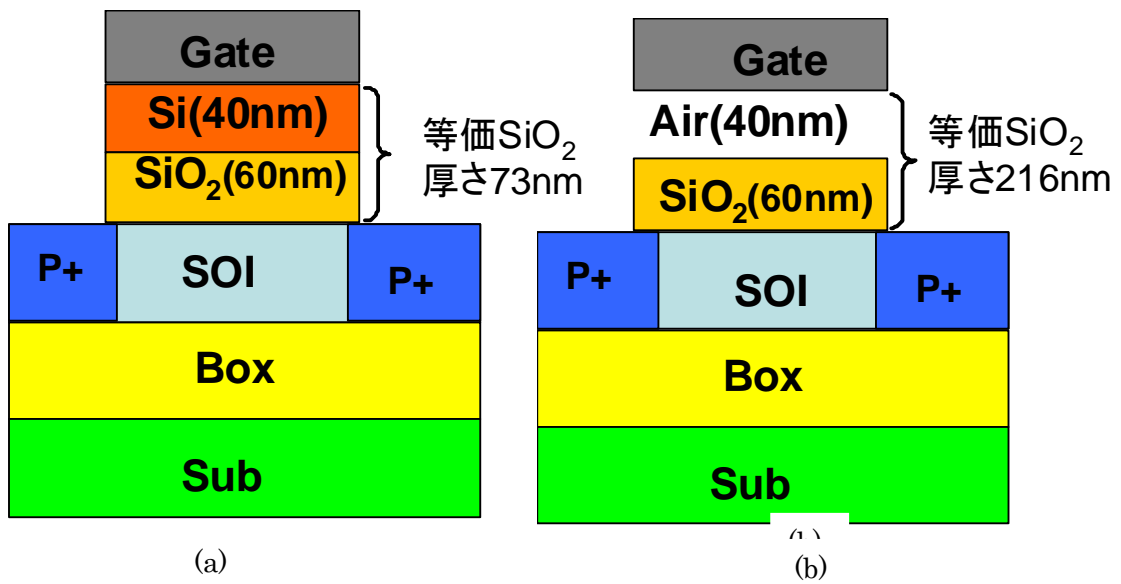 Gate
Si(40nm)
SiO₂(60nm)
等価SiO₂
厚さ73nm
P+
SOI
P+
Box
Sub
(a)
Gate
Air(40nm)
SiO₂(60nm)
等価SiO₂
厚さ216nm
P+
SOI
P+
Box
Sub
(b)